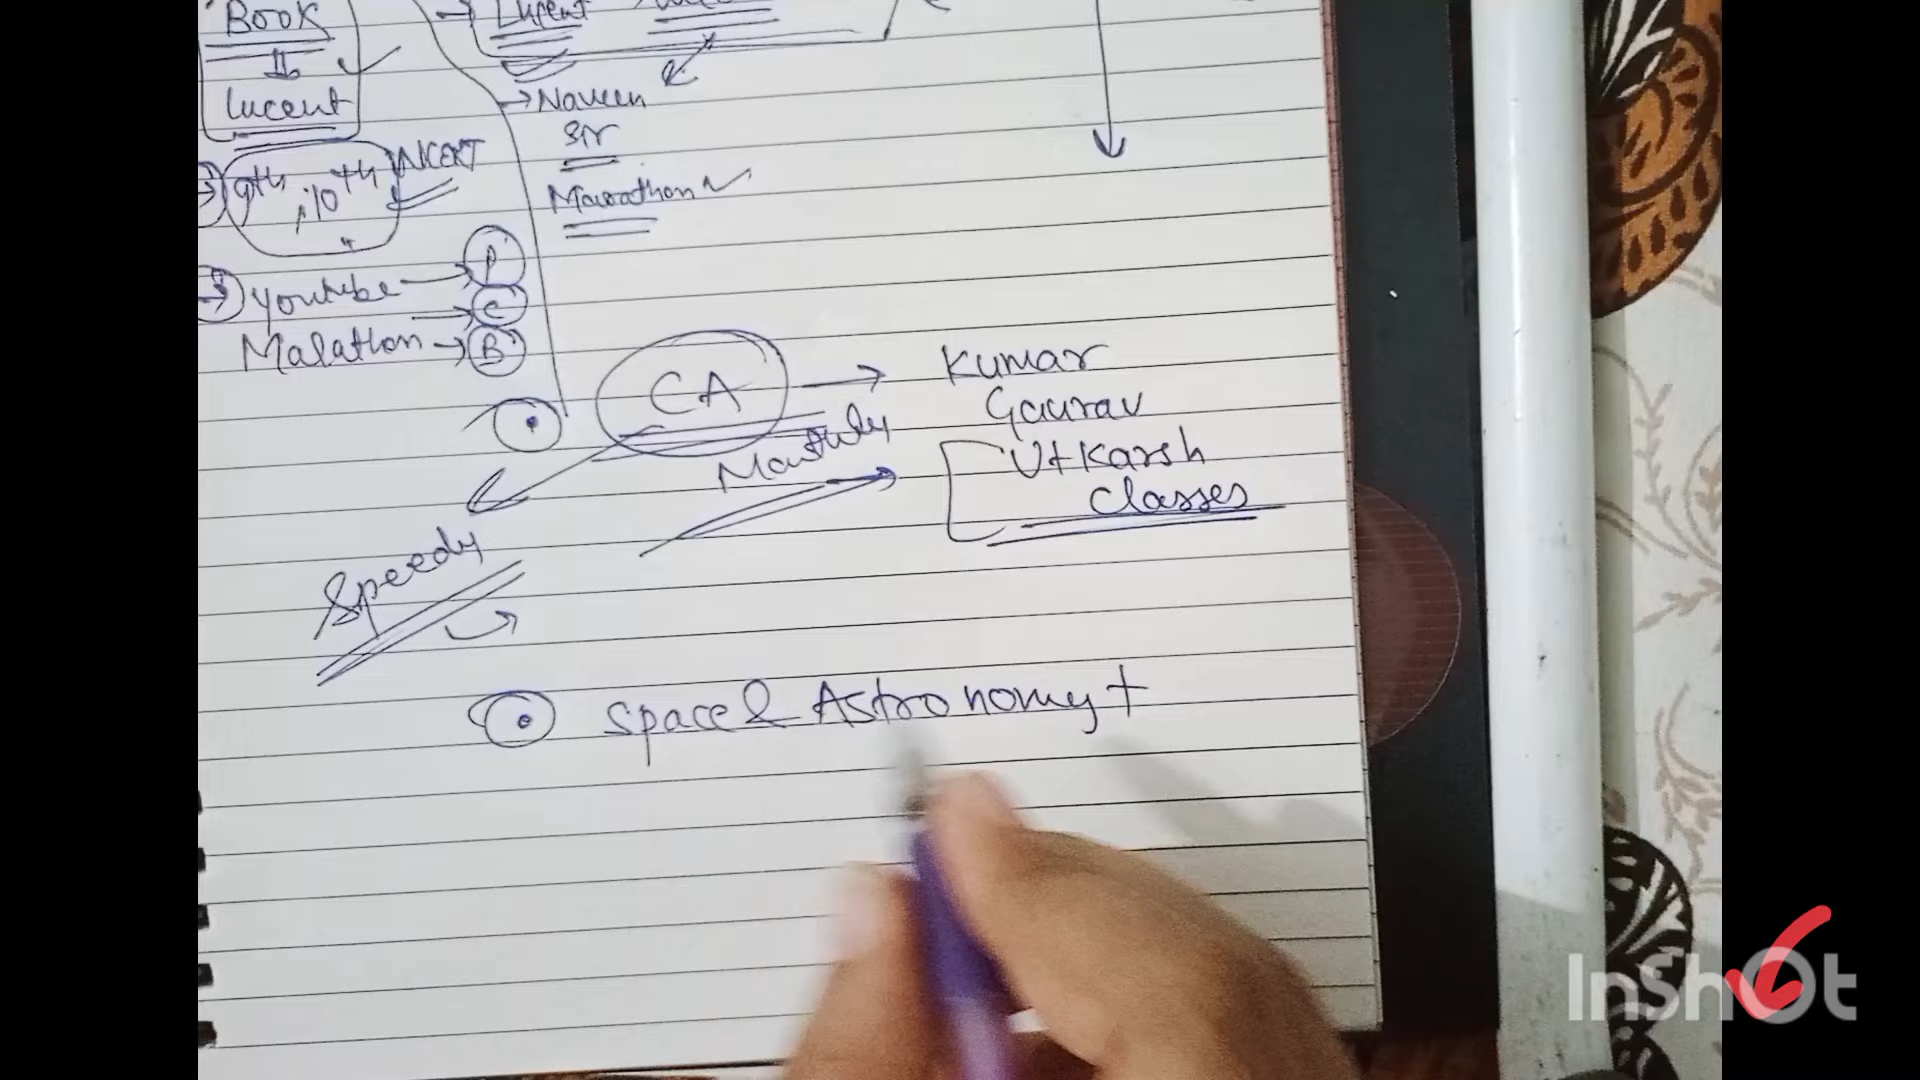 Book
Lucent
Lucent
→ Naveen
Sir
Marathon
→ 9th, 10th NCERT
→ Youtube → P
→ C
Malathon → B
CA → Kumar
Gaurav
Monthly
Utkarsh
Classes
Speedy
Space & Astronomy +
InShOt